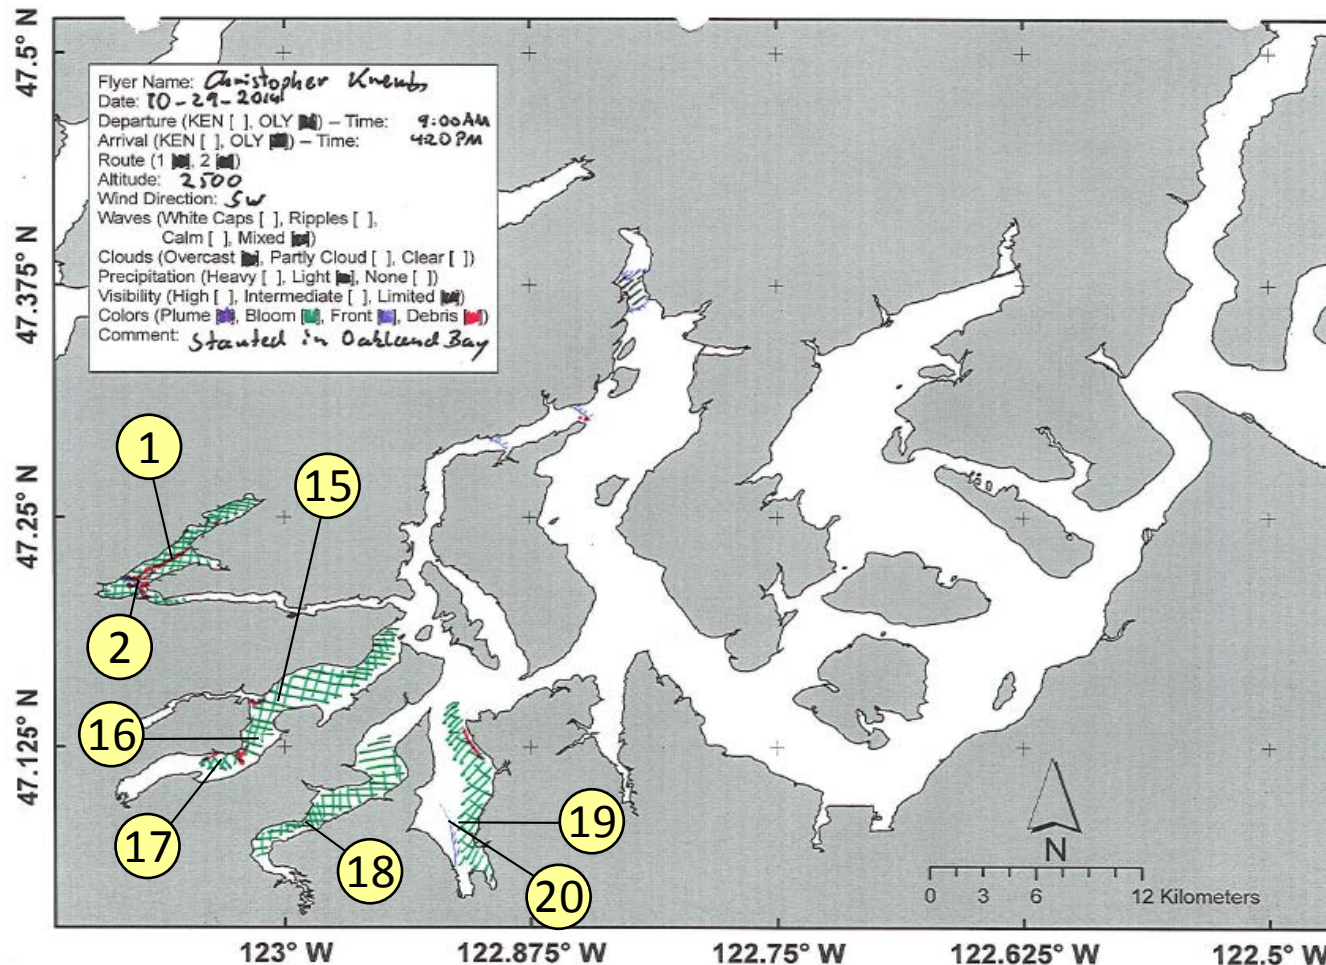 47.5° N
47.375° N
47.25° N
47.125° N
Flyer Name: Christopher Krembs
Date: 10-29-2014
Departure (KEN [ ], OLY [ ]) – Time: 9:00AM
Arrival (KEN [ ], OLY [ ]) – Time: 4:20 PM
Route (1 [ ], 2 [ ])
Altitude: 2500
Wind Direction: SW
Waves (White Caps [ ], Ripples [ ],
Calm [ ], Mixed [ ])
Clouds (Overcast [ ], Partly Cloud [ ], Clear [ ])
Precipitation (Heavy [ ], Light [ ], None [ ])
Visibility (High [ ], Intermediate [ ], Limited [ ])
Colors (Plume [ ], Bloom [ ], Front [ ], Debris [ ])
Comment: Started in Oakland Bay
1
15
2
16
17
18
19
20
N
0 3 6 12 Kilometers
123° W 122.875° W 122.75° W 122.625° W 122.5° W